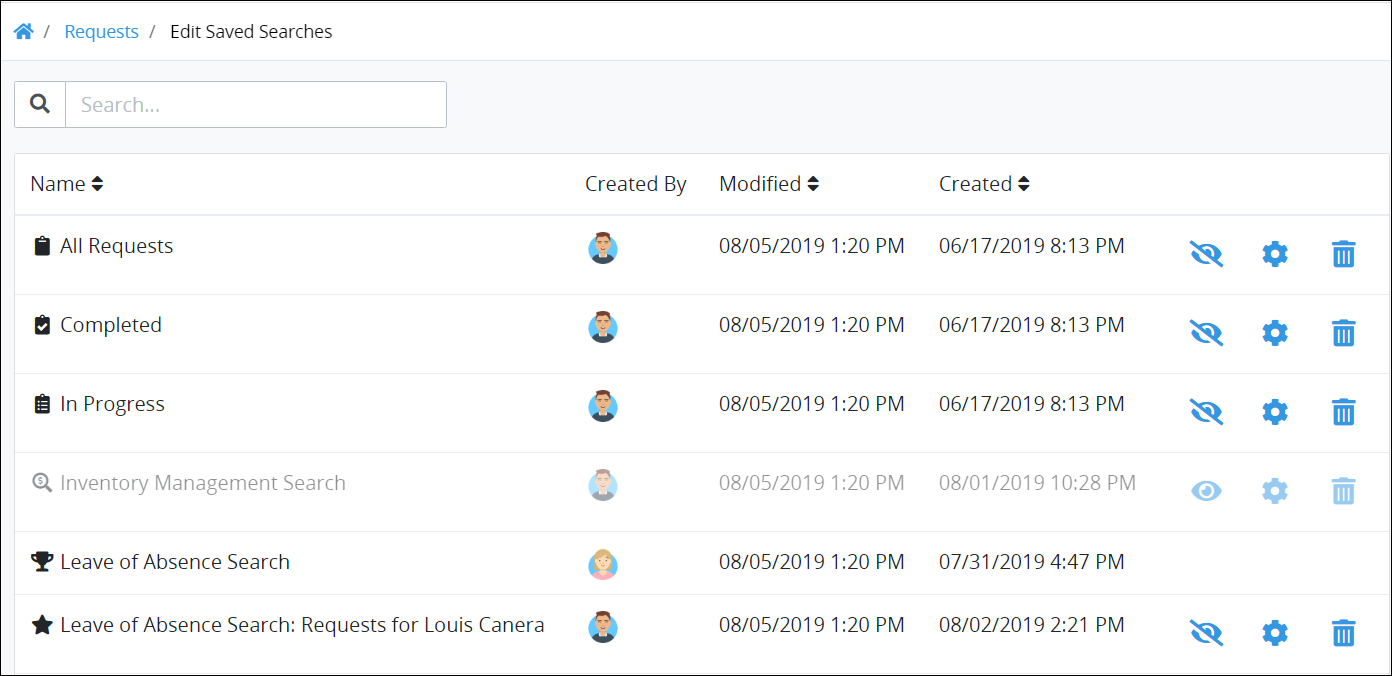 / Requests / Edit Saved Searches
Search...
Name Created By Modified Created
All Requests 08/05/2019 1:20 PM 06/17/2019 8:13 PM
Completed 08/05/2019 1:20 PM 06/17/2019 8:13 PM
In Progress 08/05/2019 1:20 PM 06/17/2019 8:13 PM
Inventory Management Search 08/05/2019 1:20 PM 08/01/2019 10:28 PM
Leave of Absence Search 08/05/2019 1:20 PM 07/31/2019 4:47 PM
Leave of Absence Search: Requests for Louis Canera 08/05/2019 1:20 PM 08/02/2019 2:21 PM